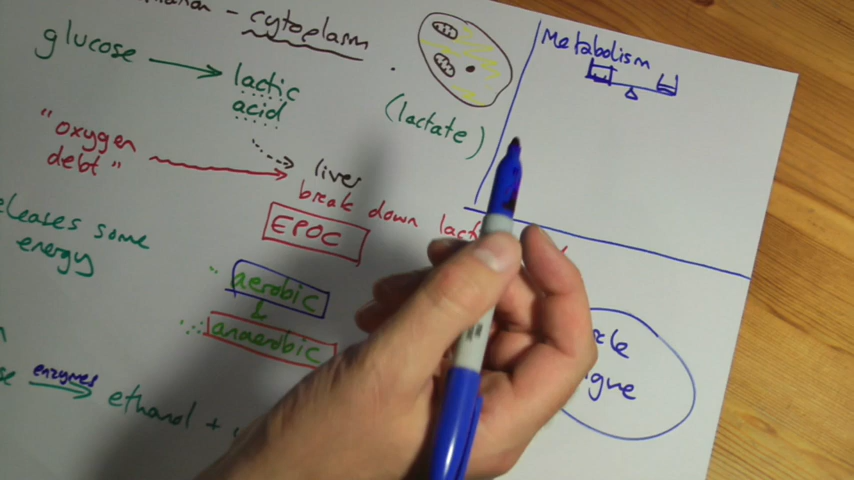 cytoplasm
glucose
lactic
acid
(lactate)
Metabolism
"oxygen
debt"
liver
break down
EPOC
releases some
energy
aerobic
&
anaerobic
enzymes
ethanol +